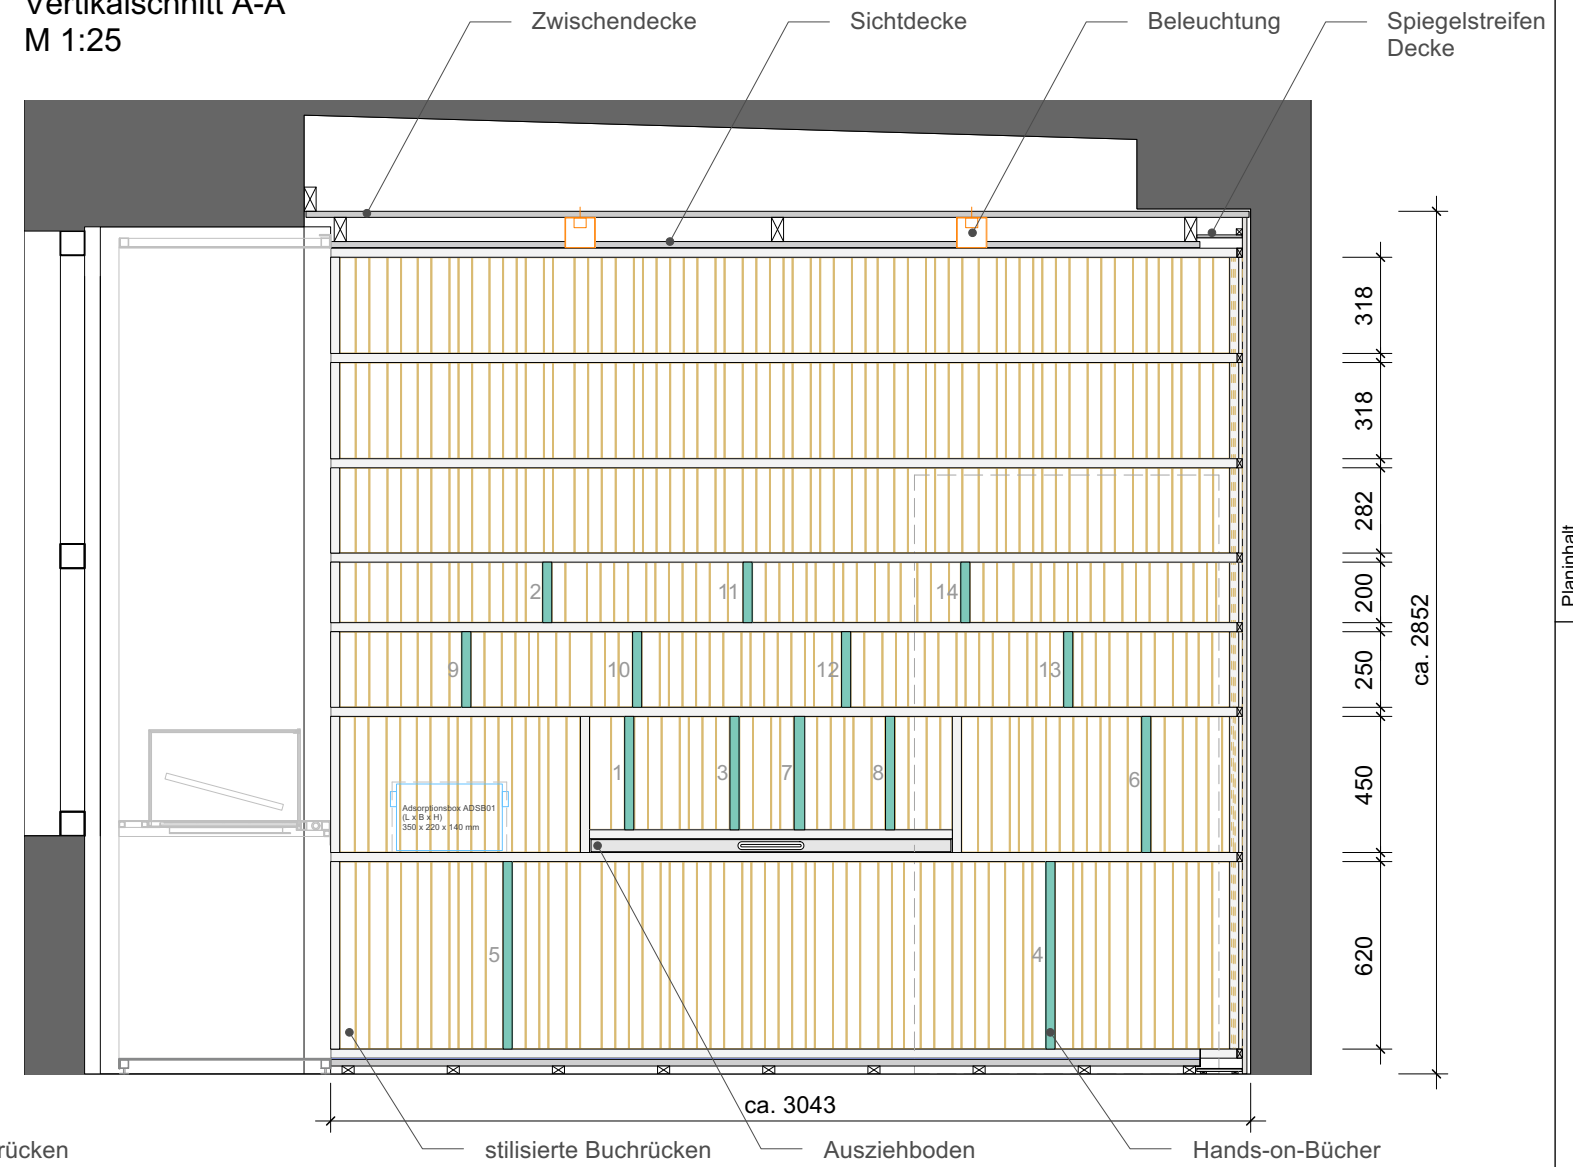 Vertikalschnitt A-A
M 1:25
Zwischendecke
Sichtdecke
Beleuchtung
Spiegelstreifen
Decke
318
318
282
200
250
450
620
ca. 2852
Planinhalt
2
11
14
9
10
12
13
1
3
7
8
6
Adsorptionsbox ADSB01
(L x B x H)
350 x 220 x 140 mm
5
4
ca. 3043
rücken
stilisierte Buchrücken
Ausziehboden
Hands-on-Bücher